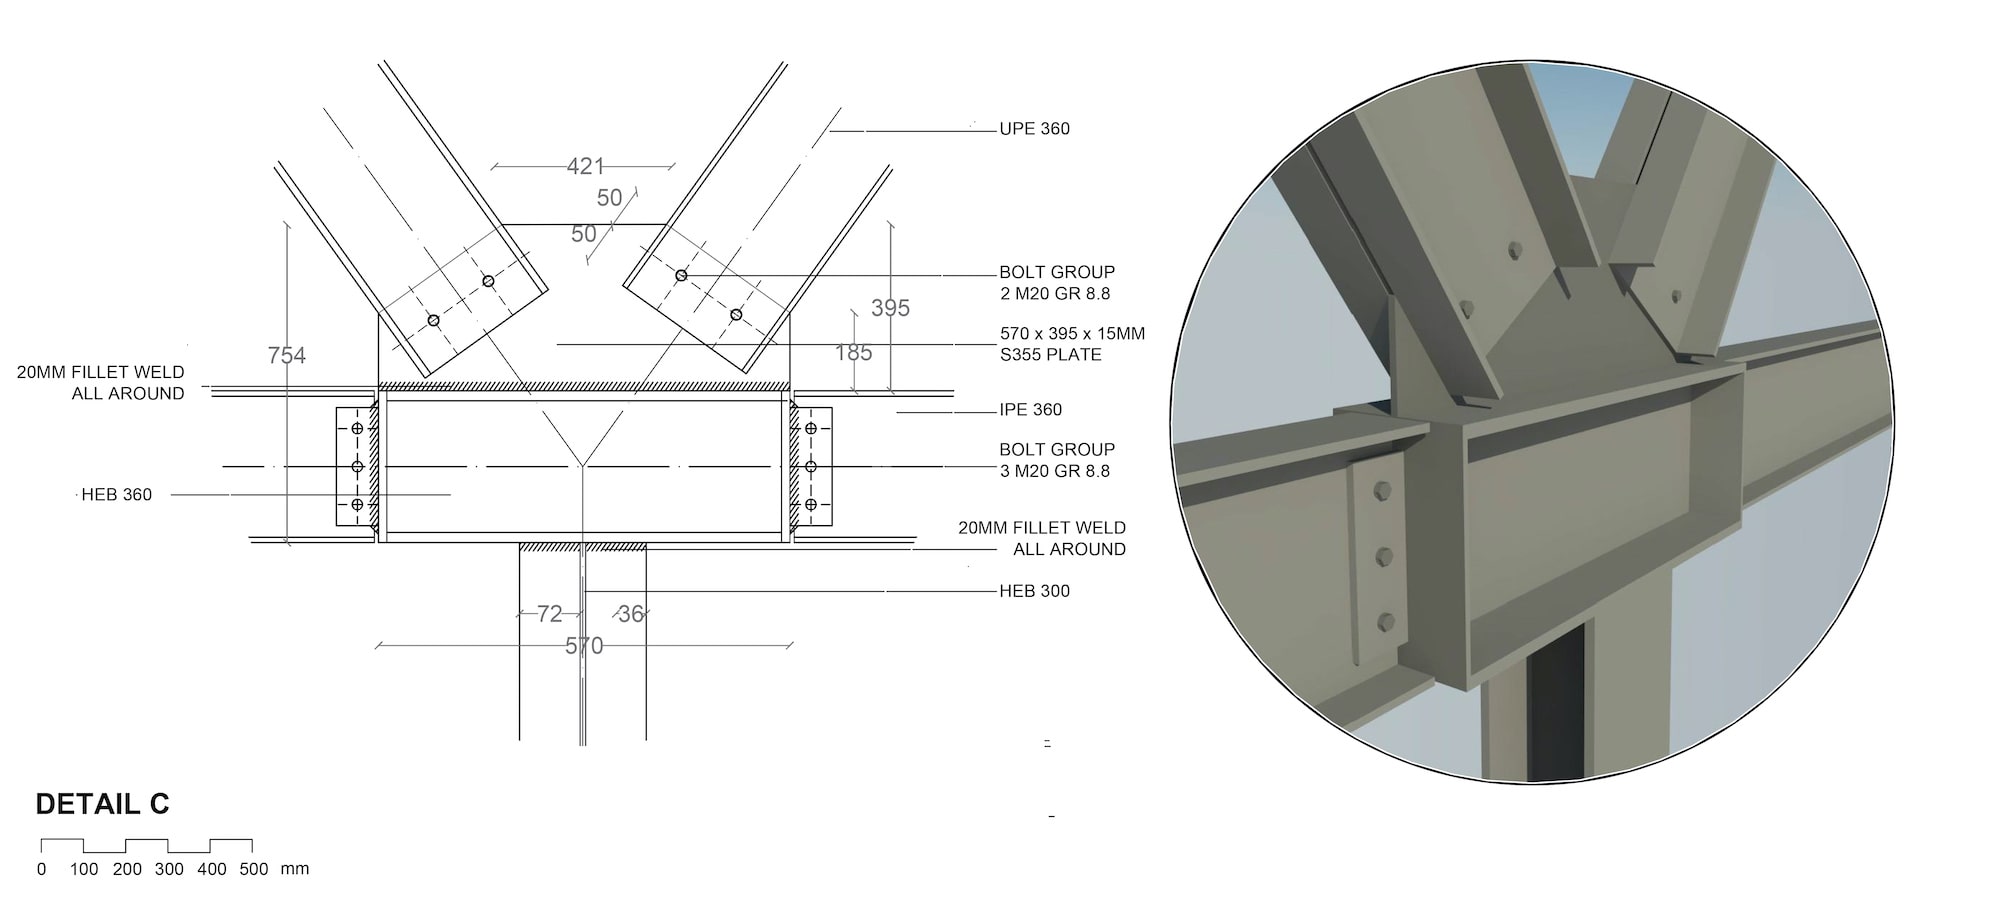 UPE 360
421
50
50
BOLT GROUP
2 M20 GR 8.8
395
570 x 395 x 15MM
S355 PLATE
185
754
20MM FILLET WELD
ALL AROUND
IPE 360
BOLT GROUP
3 M20 GR 8.8
HEB 360
20MM FILLET WELD
ALL AROUND
HEB 300
72
36
570
DETAIL C
0 100 200 300 400 500 mm